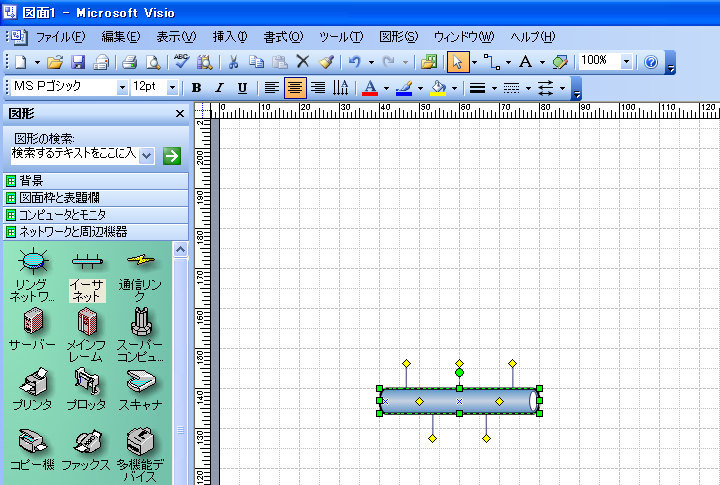 図面1 - Microsoft Visio
ファイル(F) 編集(E) 表示(V) 挿入(I) 書式(O) ツール(T) 図形(S) ウィンドウ(W) ヘルプ(H)
100%
MS Pゴシック 12pt B I U
図形
0 10 20 30 40 50 60 70 80 90 100 110 120
図形の検索:
検索するテキストをここに入
背景
図面枠と表題欄
コンピュータとモニタ
ネットワークと周辺機器
リング
ネットワ...
イーサ
ネット
通信リン
ク
サーバー
メインフ
レーム
スーパー
コンピュ...
プリンタ
プロッタ
スキャナ
コピー機
ファックス
多機能デ
バイス
200
190
180
170
160
150
140
130
120